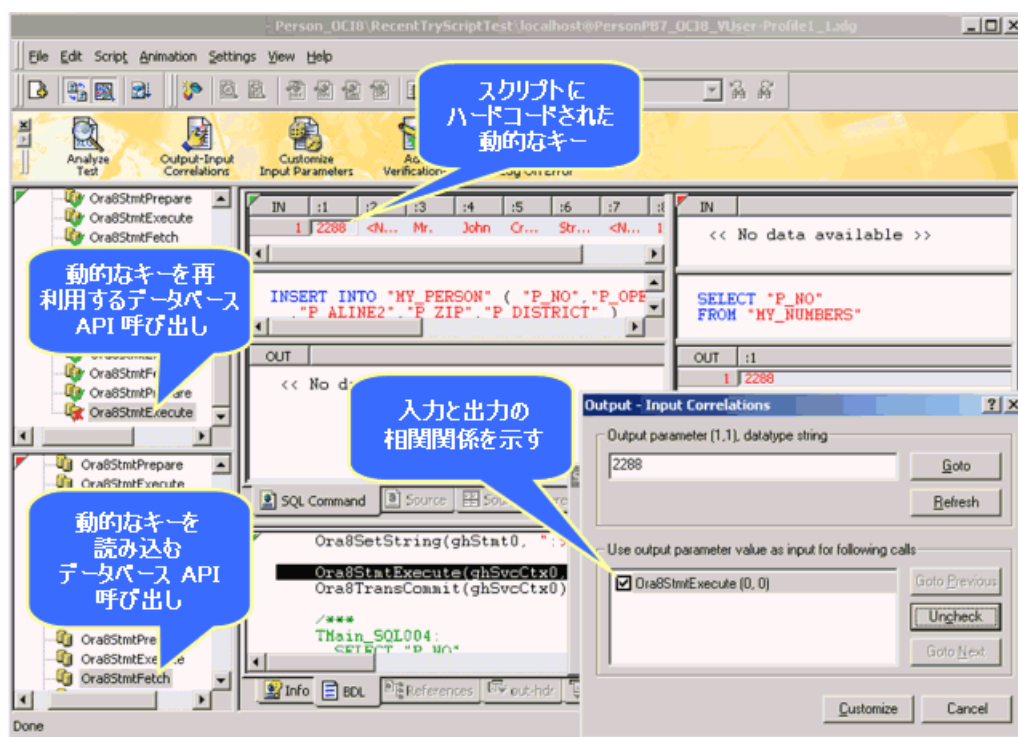 - Person_OCI8\RecentTryScriptTest\localhost@PersonPB7_OCI8_VUser-Profile1_1.xdg
File Edit Script Animation Settings View Help
スクリプトに
ハードコードされた
動的なキー
Analyze
Test
Output-Input
Correlations
Customize
Input Parameters
Verification
Ora8StmtPrepare
Ora8StmtExecute
Ora8StmtFetch
動的なキーを再
利用するデータベース
API 呼び出し
Ora8StmtExecute
IN :1 :2 :3 :4 :5 :6 :7
1 2288 <N... Mr. John Cr... Str... <N... 1
INSERT INTO "MY_PERSON" ( "P_NO","P_OPE
,"P_ALINE2","P_ZIP","P_DISTRICT" )
OUT
<< No d
IN
<< No data available >>
SELECT "P_NO"
FROM "MY_NUMBERS"
OUT :1
1 2288
入力と出力の
相関関係を示す
SQL Command Source
Ora8StmtPrepare
Ora8StmtExecute
動的なキーを
読み込む
データベース API
呼び出し
Ora8StmtFetch
Ora8SetString(ghStmt0, ":
Ora8StmtExecute(ghSvcCtx0,
Ora8TransCommit(ghSvcCtx0)
/***
TMain_SQL004:
SELECT "P_NO"
Info BDL References out-hdr
Output - Input Correlations
Output parameter (1,1), datatype string
2288
Goto
Refresh
Use output parameter value as input for following calls
Ora8StmtExecute (0, 0)
Goto Previous
Uncheck
Goto Next
Customize Cancel
Done